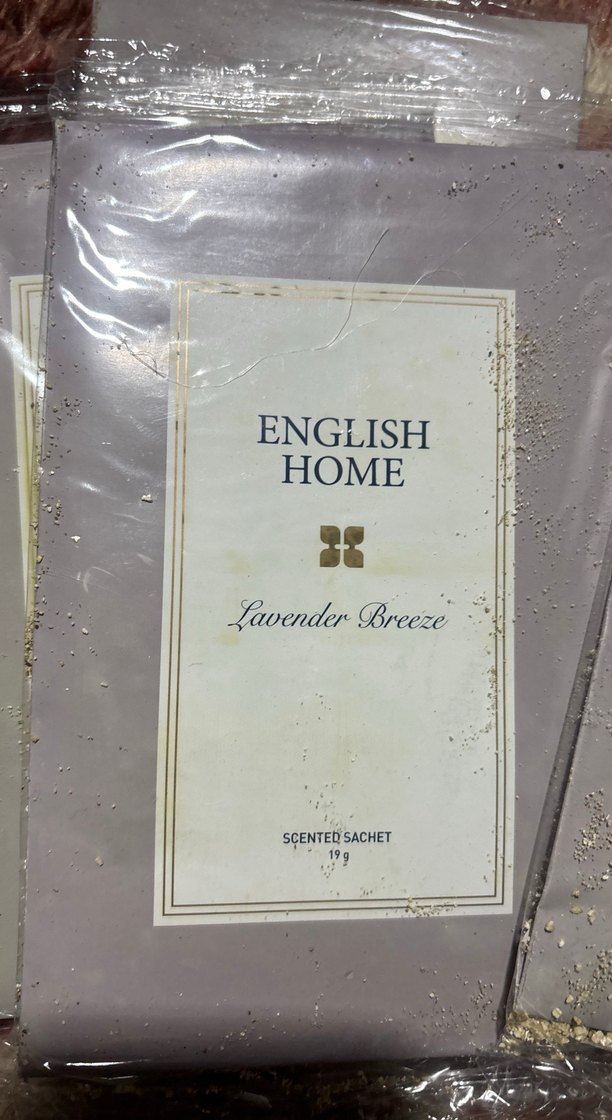 ENGLISH
HOME
Lavender Breeze
SCENTED SACHET
19 g